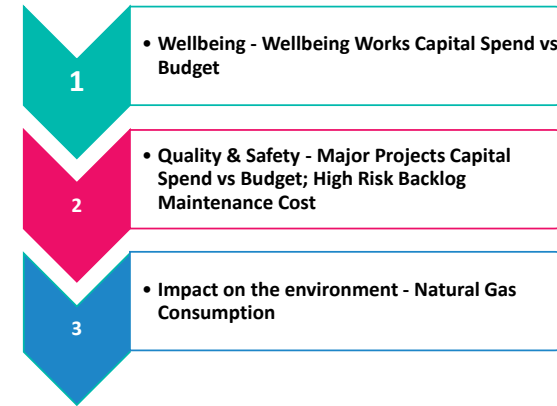 1
• Wellbeing - Wellbeing Works Capital Spend vs
Budget
2
• Quality & Safety - Major Projects Capital
Spend vs Budget; High Risk Backlog
Maintenance Cost
3
• Impact on the environment - Natural Gas
Consumption